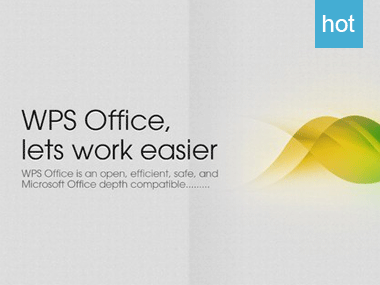 hot
WPS Office,
lets work easier
WPS Office is an open, efficient, safe, and
Microsoft Office depth compatible.........